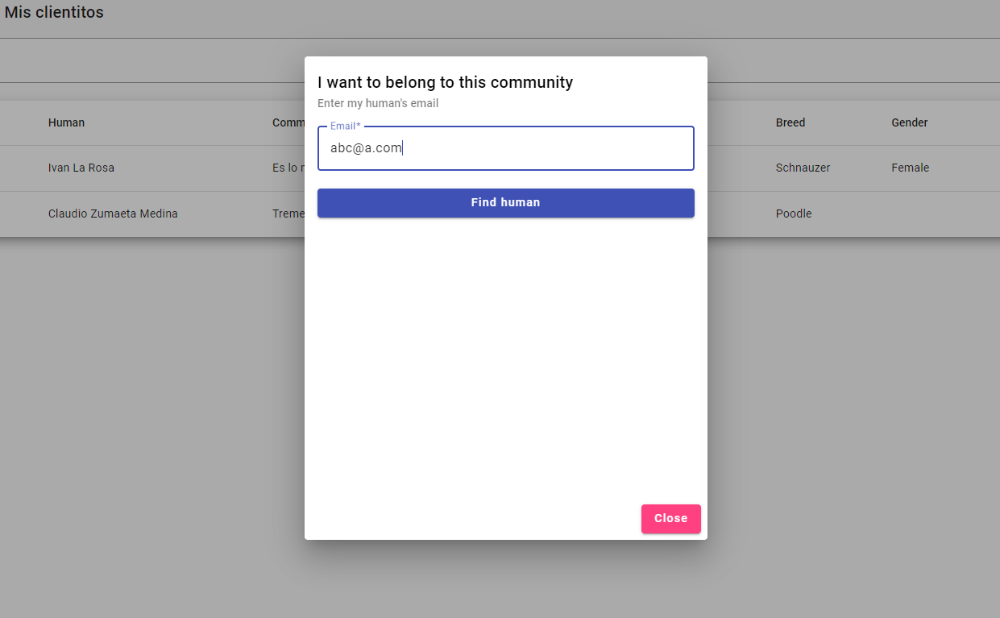 Mis clientitos
I want to belong to this community
Enter my human's email
Email*
abc@a.com
Find human
Human Comm Breed Gender
Ivan La Rosa Es lo Schnauzer Female
Claudio Zumaeta Medina Treme Poodle
Close